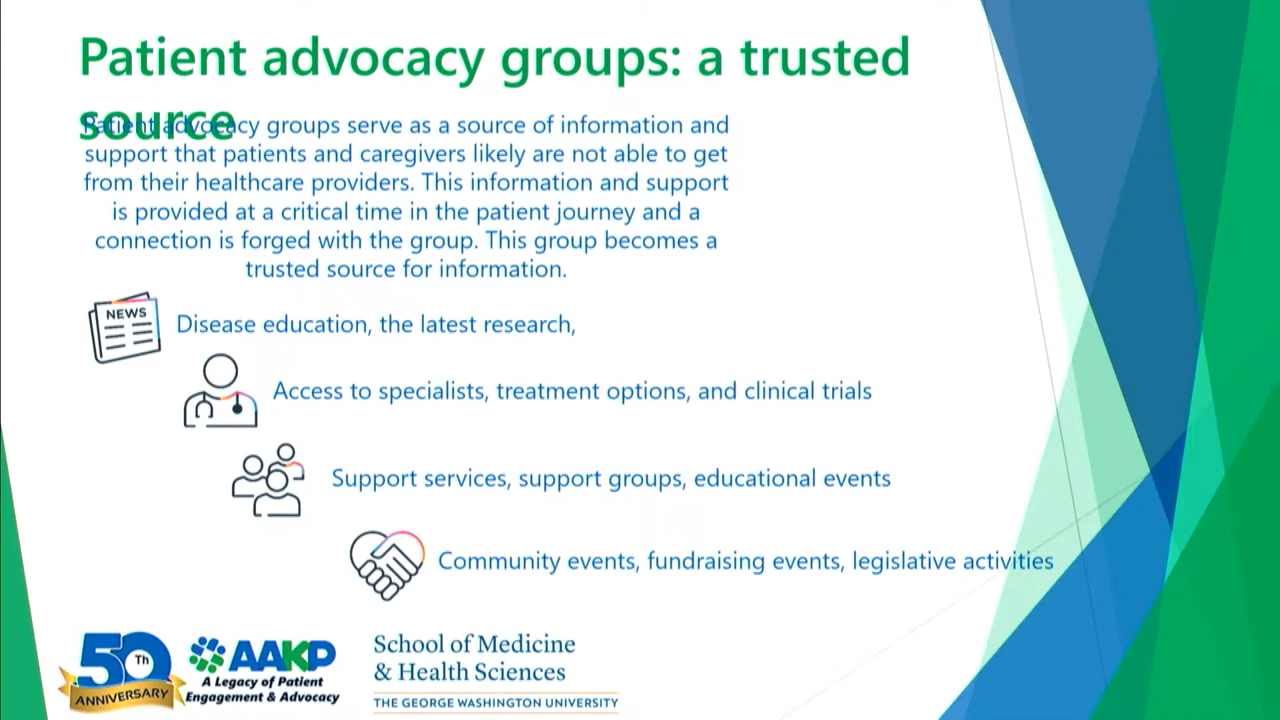 Patient advocacy groups: a trusted
source
Patient advocacy groups serve as a source of information and
support that patients and caregivers likely are not able to get
from their healthcare providers. This information and support
is provided at a critical time in the patient journey and a
connection is forged with the group. This group becomes a
trusted source for information.
NEWS
Disease education, the latest research,
Access to specialists, treatment options, and clinical trials
Support services, support groups, educational events
Community events, fundraising events, legislative activities
50Th
ANNIVERSARY
AAKP
A Legacy of Patient
Engagement & Advocacy
School of Medicine
& Health Sciences
THE GEORGE WASHINGTON UNIVERSITY